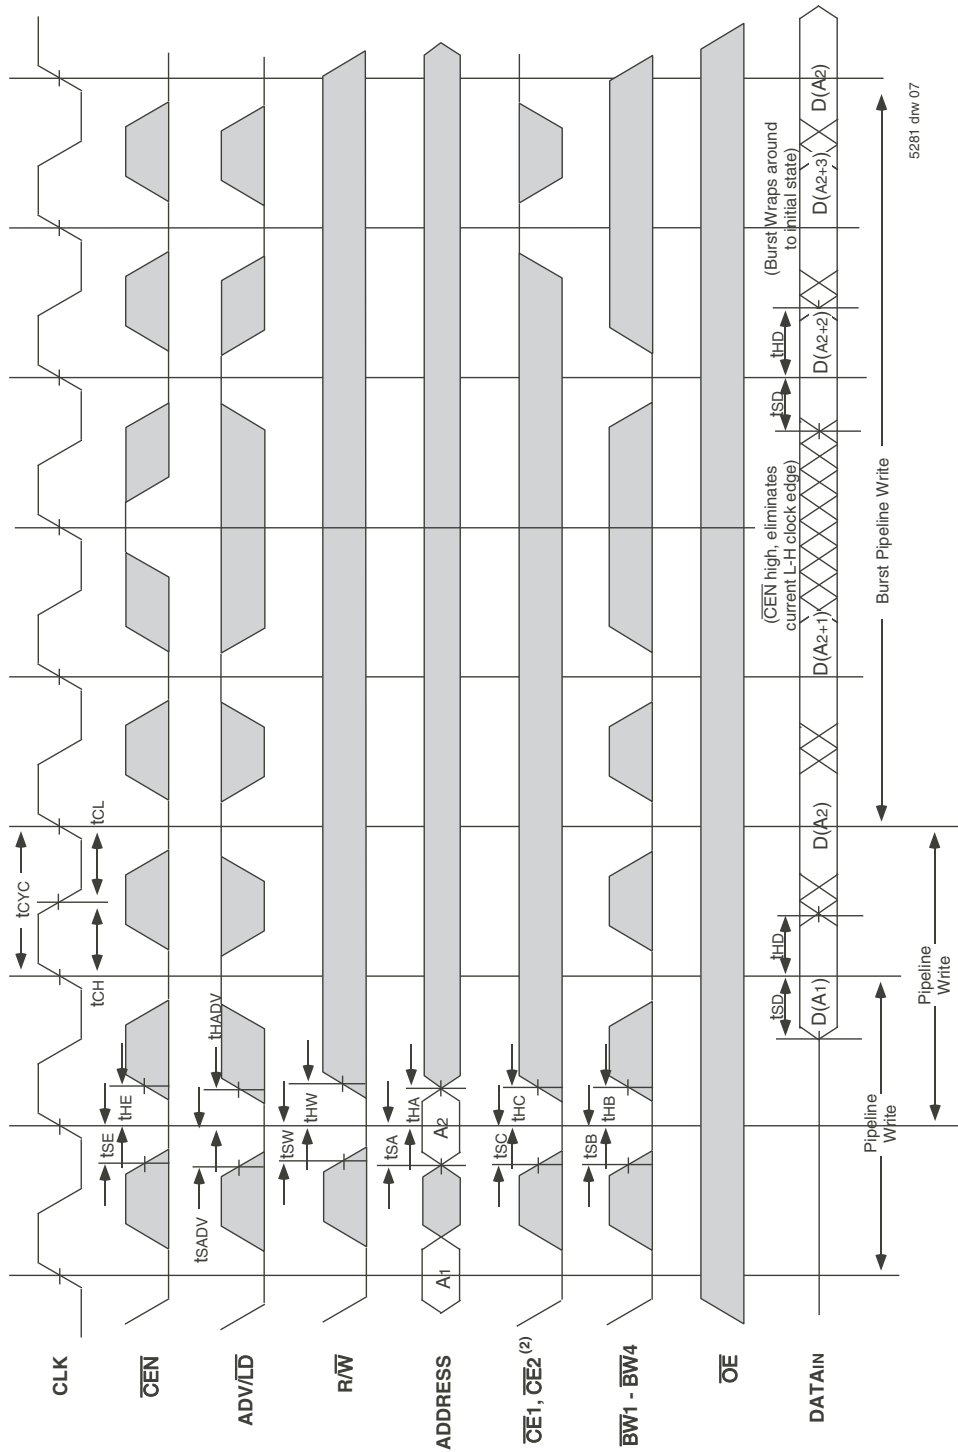 tCYC
tCH
tCL
CLK
tSE
tHE
CEN
tSADV
tHADV
ADV/LD
tSW
tHW
R/W
tSA
tHA
A1
A2
ADDRESS
tSC
tHC
CE1, CE2 (2)
tSB
tHB
BW1 - BW4
OE
(CEN high, eliminates
current L-H clock edge)
(Burst Wraps around
to initial state)
tSD
tHD
tSD
tHD
D(A1)
D(A2)
D(A2+1)
D(A2+2)
D(A2+3)
D(A2)
DATAIN
Pipeline
Write
Burst Pipeline Write
Pipeline
Write
5281 drw 07